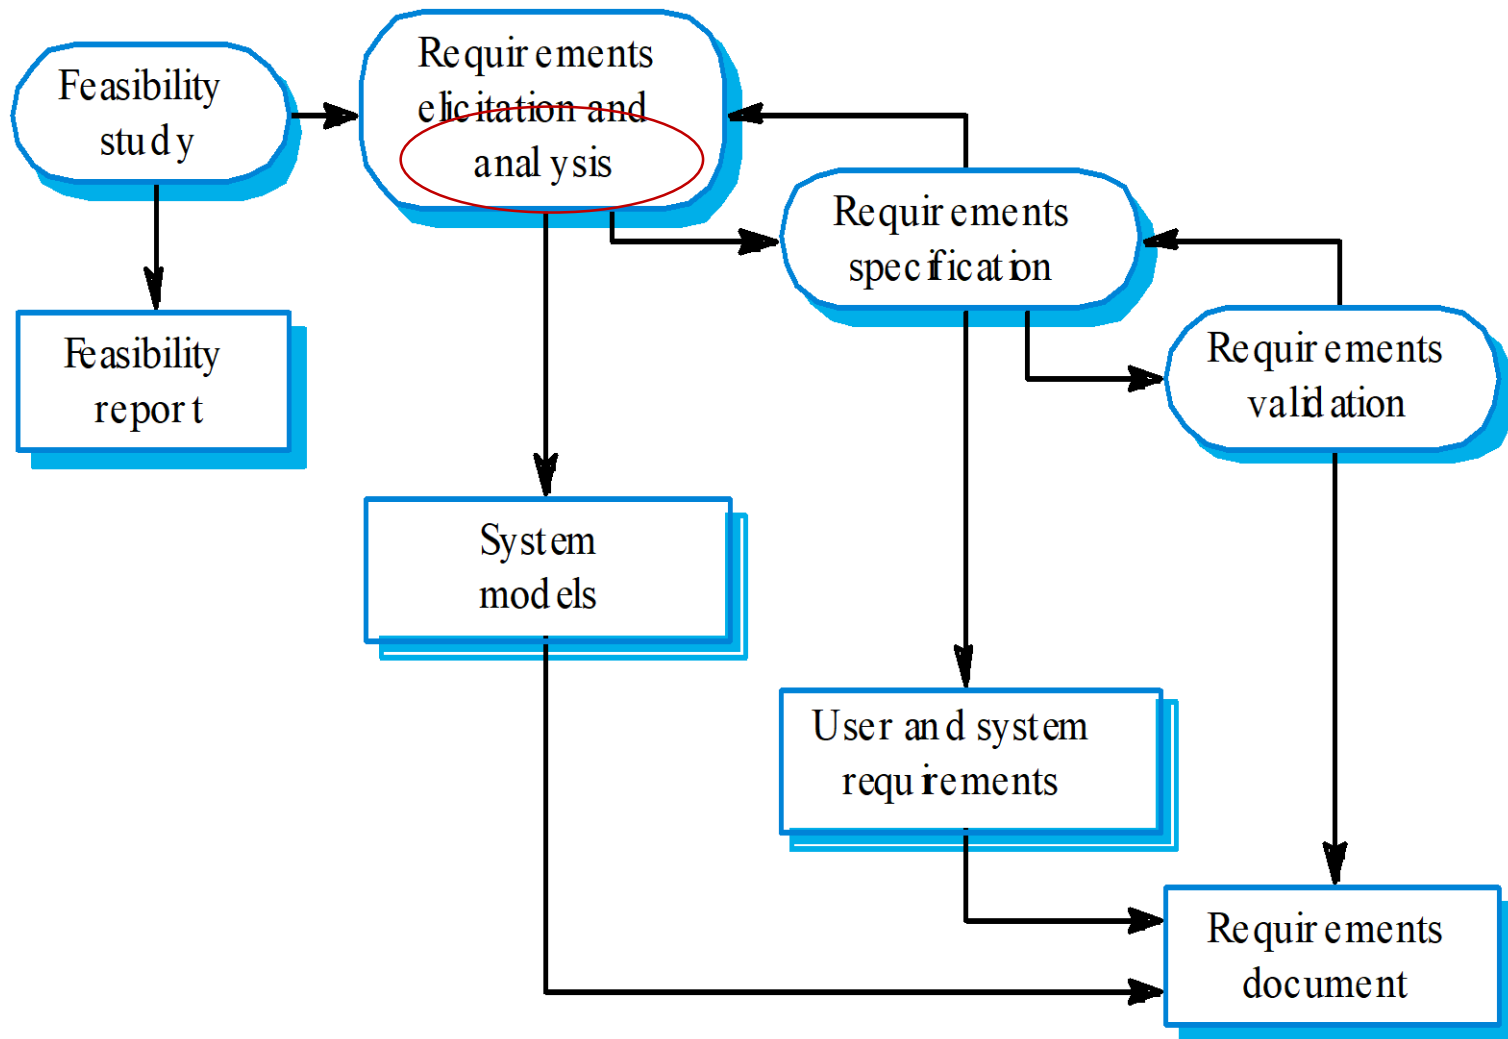 Feasibility
study
Requirements
elicitation and
analysis
Requirements
specification
Requirements
validation
Feasibility
report
System
models
User and system
requirements
Requirements
document